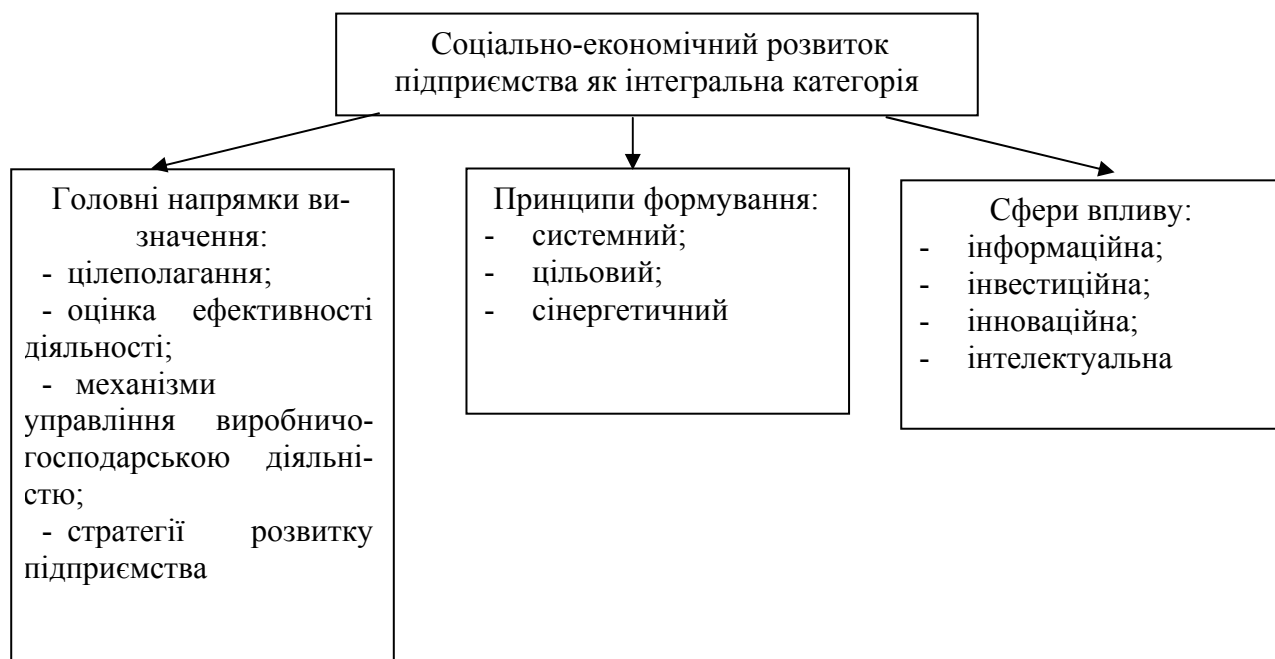 Соціально-економічний розвиток
підприємства як інтегральна категорія
Головні напрямки ви-
значення:
- цілеполагання;
- оцінка ефективності
діяльності;
- механізми
управління виробничо-
господарською діяльні-
стю;
- стратегії розвитку
підприємства
Принципи формування:
- системний;
- цільовий;
- сінергетичний
Сфери впливу:
- інформаційна;
- інвестиційна;
- інноваційна;
- інтелектуальна